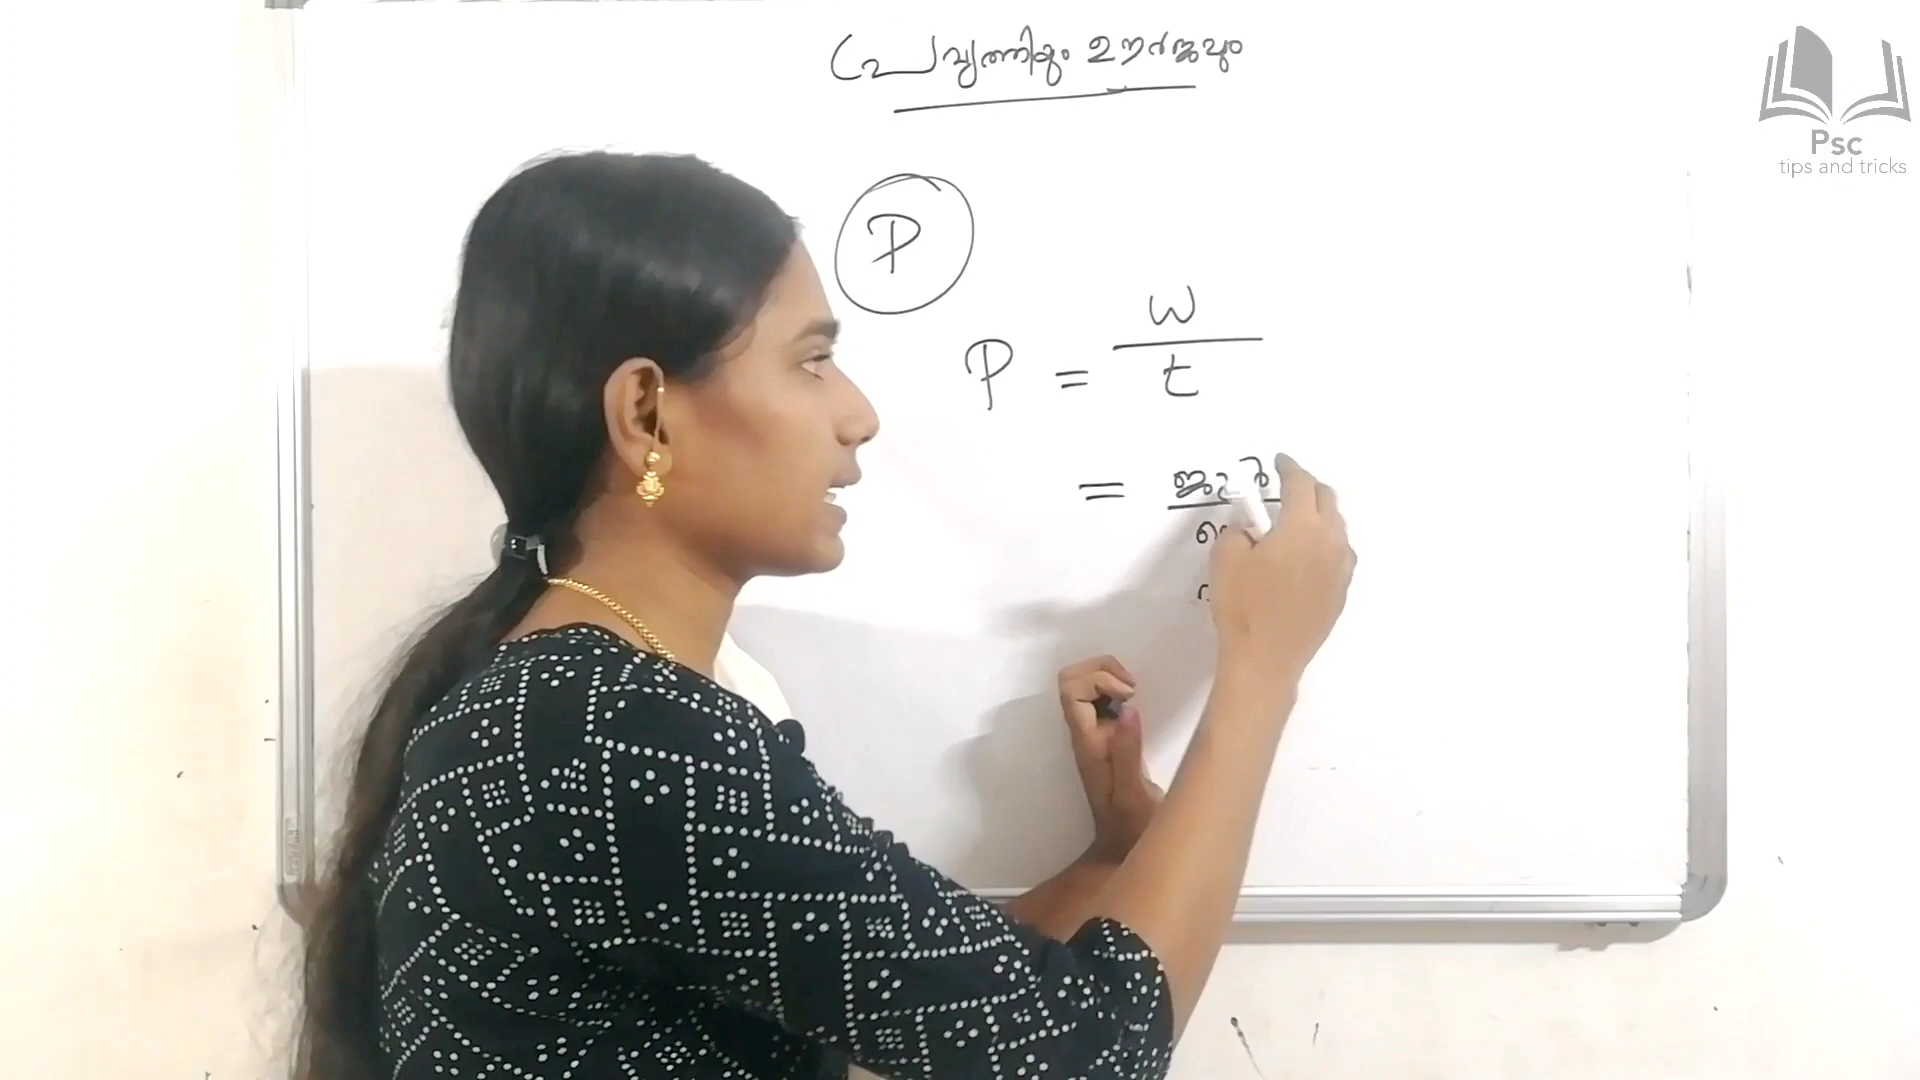 പ്രവൃത്തിയും ഊർജ്ജവും
Psc
tips and tricks
P
P = W / t
= ജൂൾ